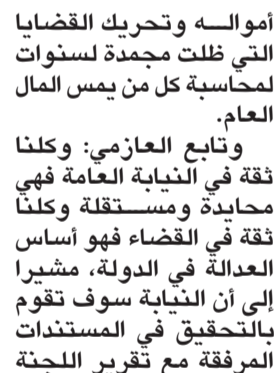 أموالـــه وتحريك القضايا
التي ظلت مجمدة لسنوات
لمحاسبة كل من يمس المال
العام.
وتابع العازمي: وكلنا
ثقة في النيابة العامة فهي
محايدة ومســـتقلة وكلنا
ثقة في القضاء فهو أساس
العدالة في الدولة، مشيرا
إلى أن النيابة سوف تقوم
بالتحقيق في المستندات
المرفقة مع تقرير اللجنة